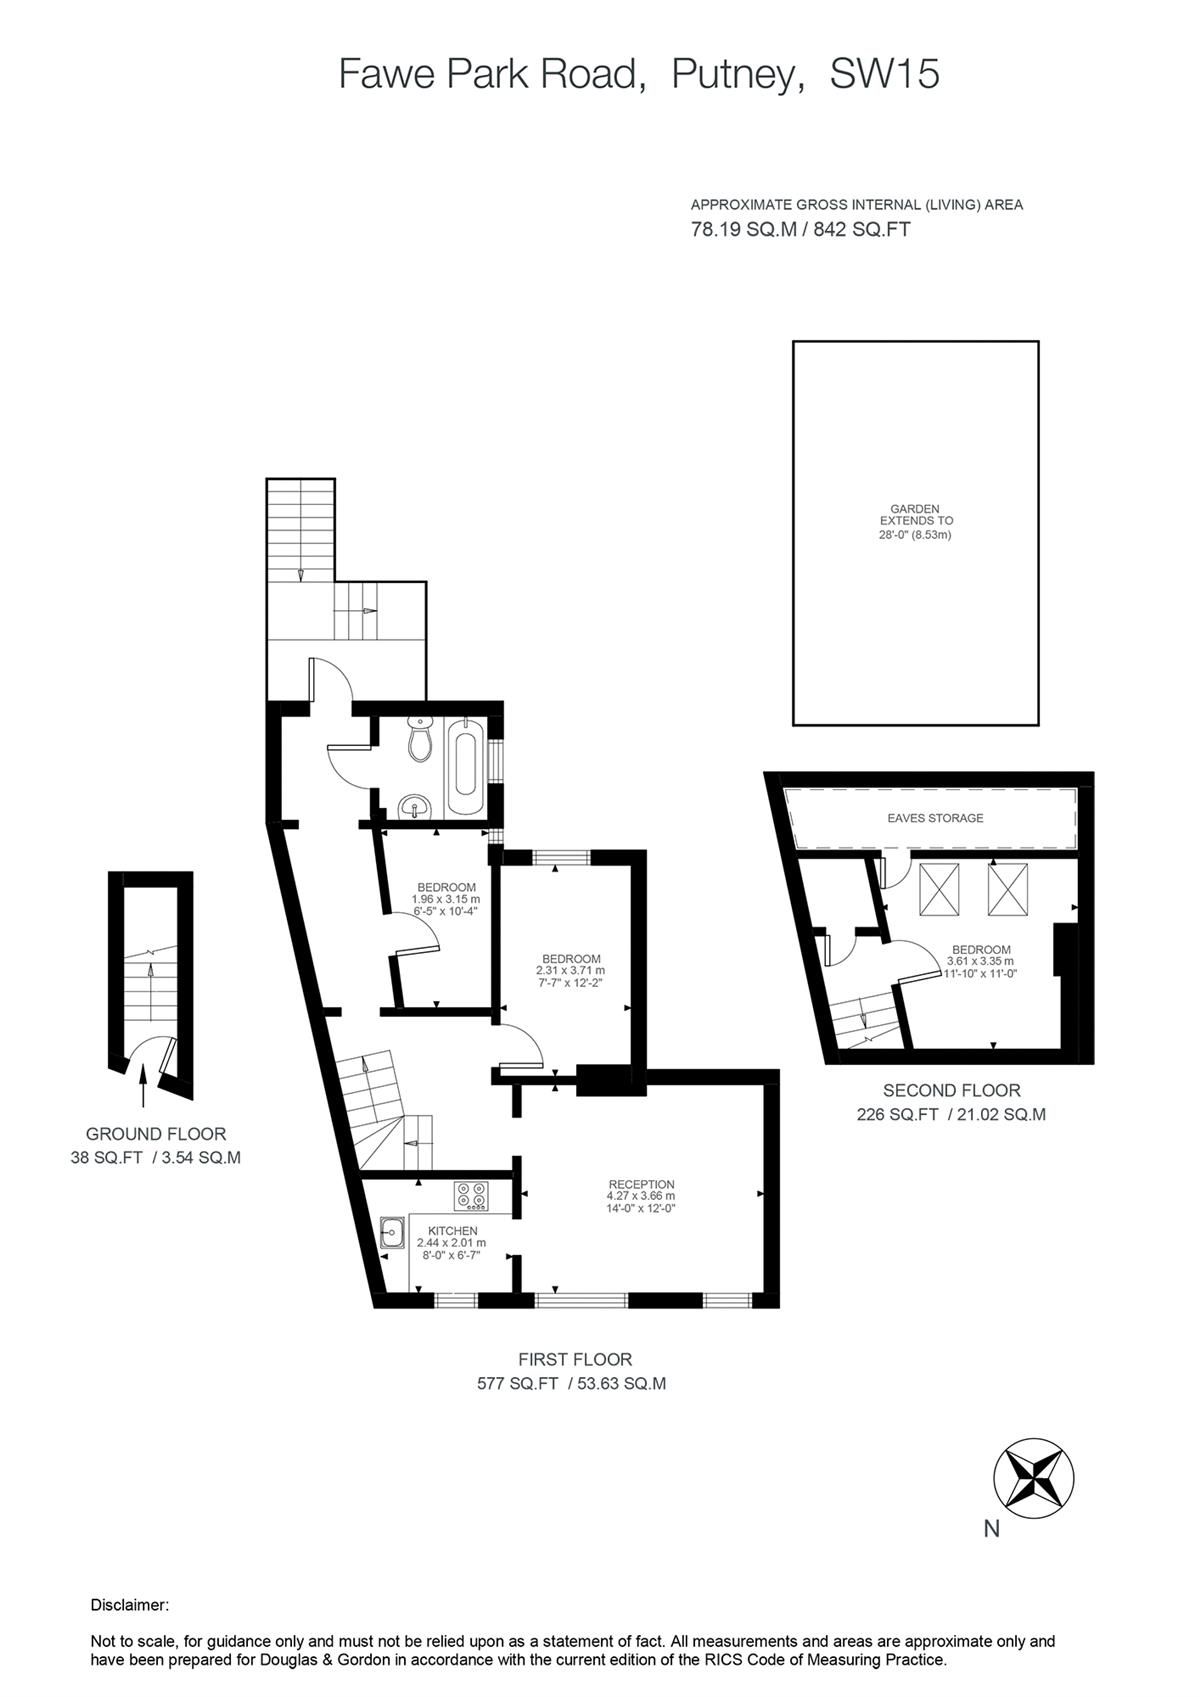 Fawe Park Road, Putney, SW15
APPROXIMATE GROSS INTERNAL (LIVING) AREA
78.19 SQ.M / 842 SQ.FT
GARDEN
EXTENDS TO
28'-0" (8.53m)
EAVES STORAGE
BEDROOM
1.96 x 3.15 m
6'-5" x 10'-4"
BEDROOM
2.31 x 3.71 m
7'-7" x 12'-2"
BEDROOM
3.61 x 3.35 m
11'-10" x 11'-0"
SECOND FLOOR
226 SQ.FT / 21.02 SQ.M
GROUND FLOOR
38 SQ.FT / 3.54 SQ.M
RECEPTION
4.27 x 3.66 m
14'-0" x 12'-0"
KITCHEN
2.44 x 2.01 m
8'-0" x 6'-7"
FIRST FLOOR
577 SQ.FT / 53.63 SQ.M
N
Disclaimer:
Not to scale, for guidance only and must not be relied upon as a statement of fact. All measurements and areas are approximate only and
have been prepared for Douglas & Gordon in accordance with the current edition of the RICS Code of Measuring Practice.